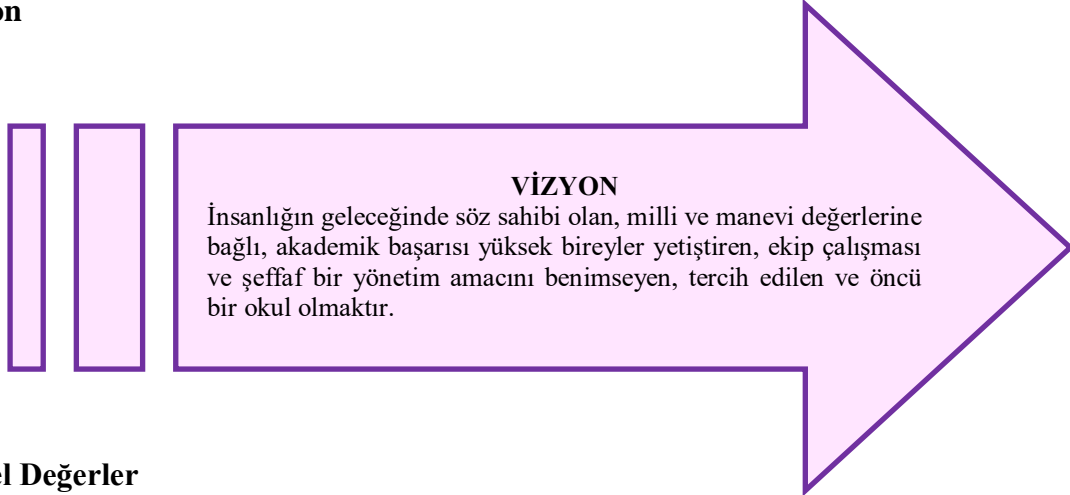 on
VİZYON
İnsanlığın geleceğinde söz sahibi olan, milli ve manevi değerlerine
bağlı, akademik başarısı yüksek bireyler yetiştiren, ekip çalışması
ve şeffaf bir yönetim amacını benimseyen, tercih edilen ve öncü
bir okul olmaktır.
el Değerler